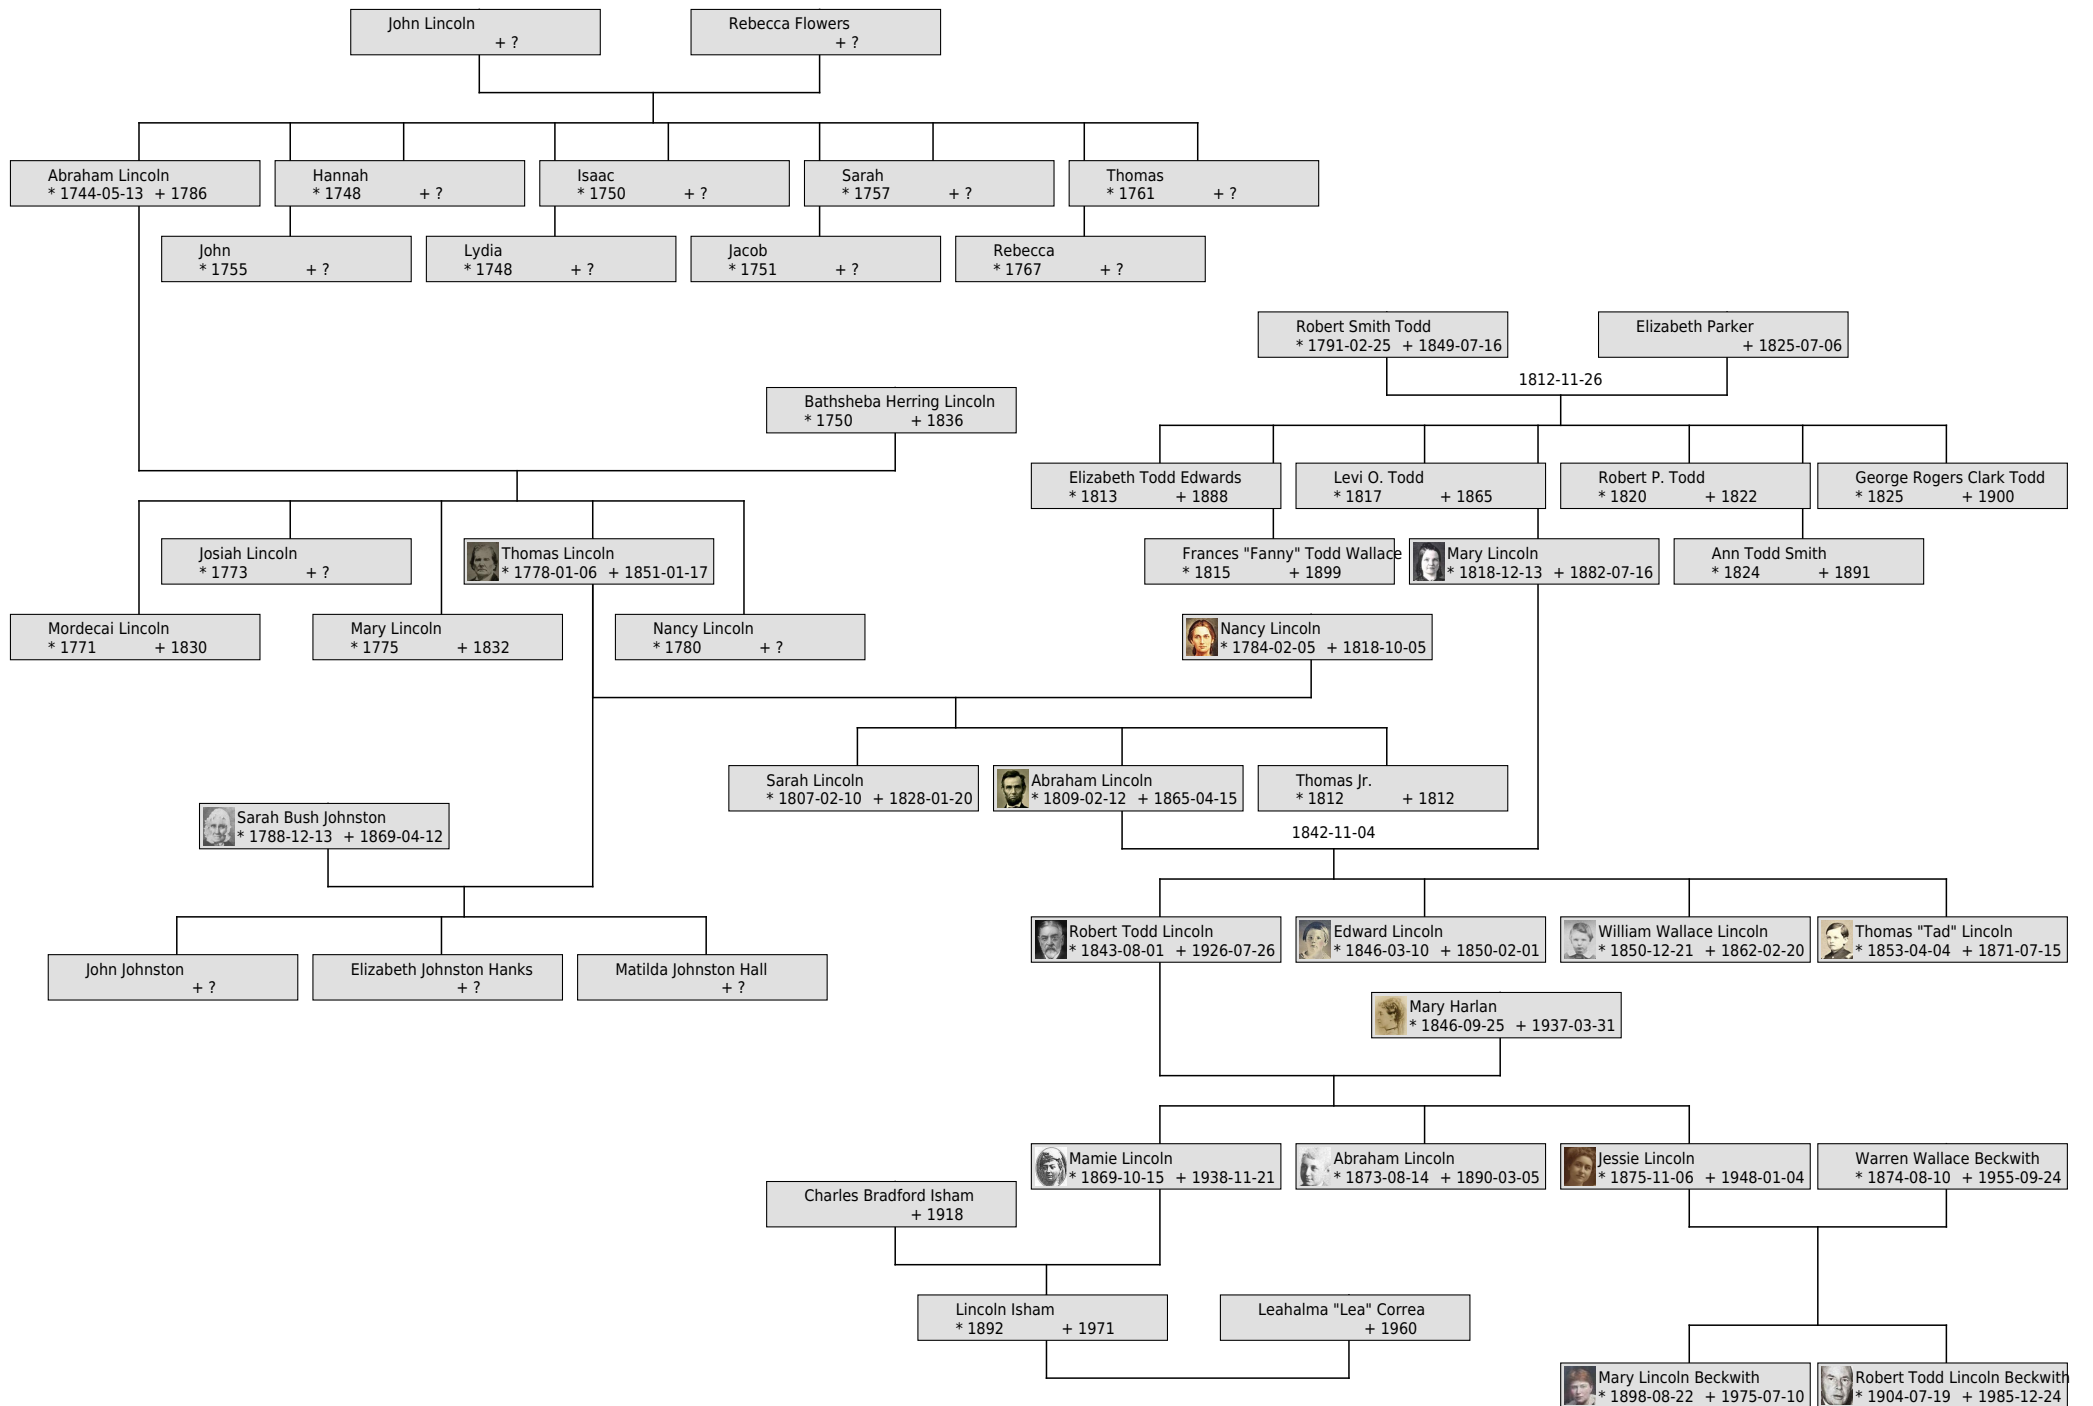 John Lincoln
+ ?
Rebecca Flowers
+ ?
Abraham Lincoln
* 1744-05-13 + 1786
Hannah
* 1748 + ?
Isaac
* 1750 + ?
Sarah
* 1757 + ?
Thomas
* 1761 + ?
John
* 1755 + ?
Lydia
* 1748 + ?
Jacob
* 1751 + ?
Rebecca
* 1767 + ?
Robert Smith Todd
* 1791-02-25 + 1849-07-16
Elizabeth Parker
+ 1825-07-06
1812-11-26
Bathsheba Herring Lincoln
* 1750 + 1836
Elizabeth Todd Edwards
* 1813 + 1888
Levi O. Todd
* 1817 + 1865
Robert P. Todd
* 1820 + 1822
George Rogers Clark Todd
* 1825 + 1900
Josiah Lincoln
* 1773 + ?
Thomas Lincoln
* 1778-01-06 + 1851-01-17
Frances "Fanny" Todd Wallace
* 1815 + 1899
Mary Lincoln
* 1818-12-13 + 1882-07-16
Ann Todd Smith
* 1824 + 1891
Mordecai Lincoln
* 1771 + 1830
Mary Lincoln
* 1775 + 1832
Nancy Lincoln
* 1780 + ?
Nancy Lincoln
* 1784-02-05 + 1818-10-05
Sarah Lincoln
* 1807-02-10 + 1828-01-20
Abraham Lincoln
* 1809-02-12 + 1865-04-15
Thomas Jr.
* 1812 + 1812
Sarah Bush Johnston
* 1788-12-13 + 1869-04-12
1842-11-04
Robert Todd Lincoln
* 1843-08-01 + 1926-07-26
Edward Lincoln
* 1846-03-10 + 1850-02-01
William Wallace Lincoln
* 1850-12-21 + 1862-02-20
Thomas "Tad" Lincoln
* 1853-04-04 + 1871-07-15
John Johnston
+ ?
Elizabeth Johnston Hanks
+ ?
Matilda Johnston Hall
+ ?
Mary Harlan
* 1846-09-25 + 1937-03-31
Mamie Lincoln
* 1869-10-15 + 1938-11-21
Abraham Lincoln
* 1873-08-14 + 1890-03-05
Jessie Lincoln
* 1875-11-06 + 1948-01-04
Warren Wallace Beckwith
* 1874-08-10 + 1955-09-24
Charles Bradford Isham
+ 1918
Lincoln Isham
* 1892 + 1971
Leahalma "Lea" Correa
+ 1960
Mary Lincoln Beckwith
* 1898-08-22 + 1975-07-10
Robert Todd Lincoln Beckwith
* 1904-07-19 + 1985-12-24